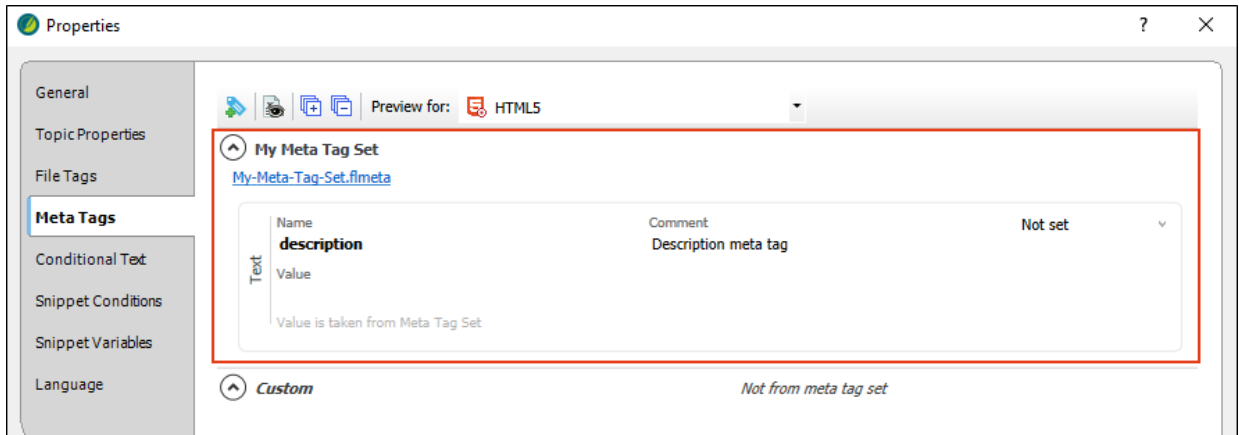 Properties
?
General
Topic Properties
File Tags
Meta Tags
Conditional Text
Snippet Conditions
Snippet Variables
Language
Preview for: HTML5
My Meta Tag Set
My-Meta-Tag-Set.flmeta
Text
Name Comment Not set
description Description meta tag
Value
Value is taken from Meta Tag Set
Custom Not from meta tag set